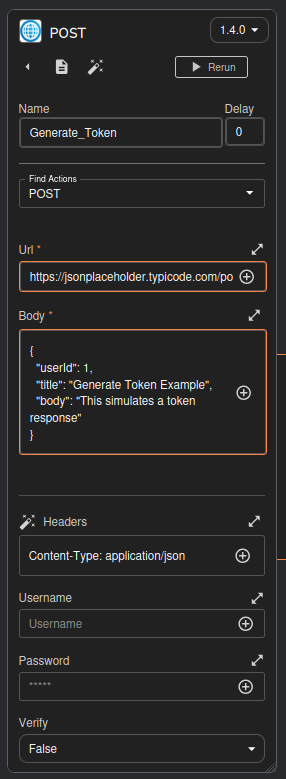 POST
1.4.0
Rerun
Name
Delay
Generate_Token
0
Find Actions
POST
Url *
https://jsonplaceholder.typicode.com/po
Body *
{
"userId": 1,
"title": "Generate Token Example",
"body": "This simulates a token
response"
}
Headers
Content-Type: application/json
Username
Username
Password
*****
Verify
False